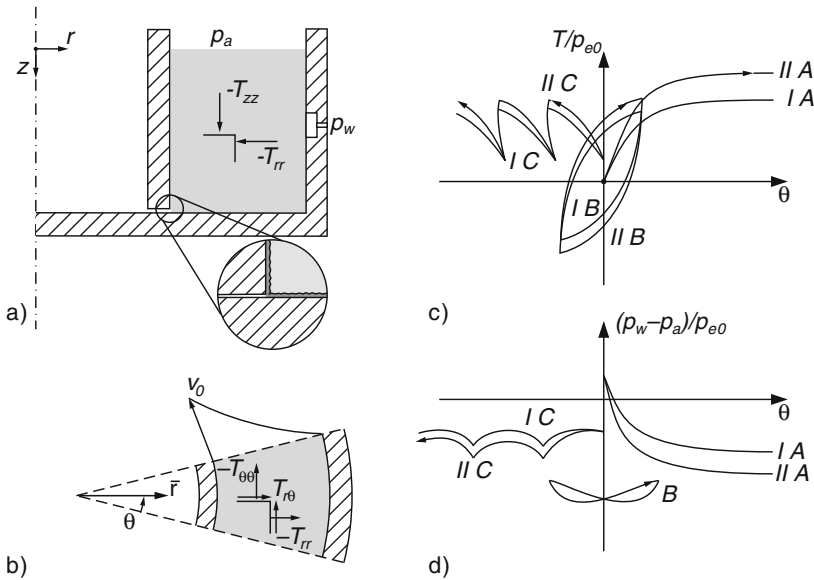 a)
r
z
p_a
-T_zz
-T_rr
p_w
b)
v_0
-T_θθ
T_rθ
r̄
θ
-T_rr
c)
T/p_e0
II A
I A
II C
I C
θ
I B
II B
d)
(p_w–p_a)/p_e0
θ
I C
II C
I A
II A
B